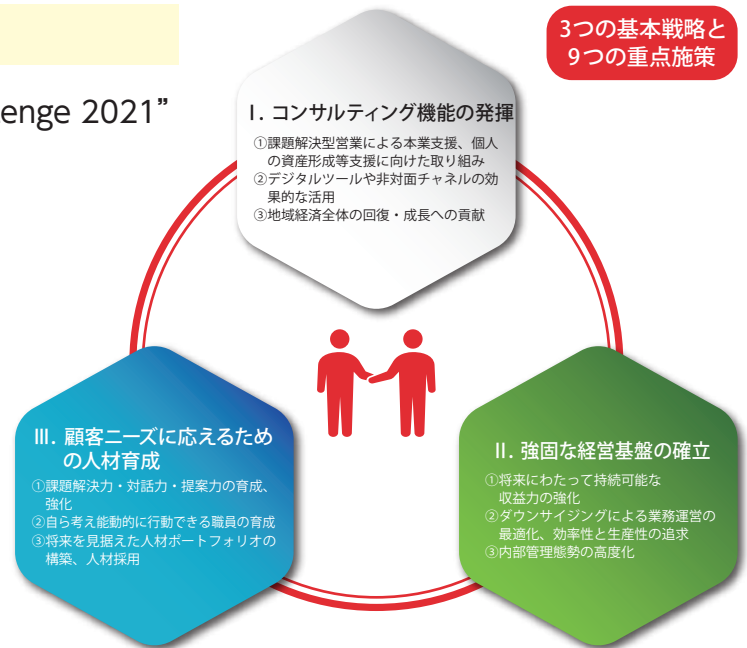 3つの基本戦略と
9つの重点施策
enge 2021”
Ⅰ. コンサルティング機能の発揮
①課題解決型営業による本業支援、個人
の資産形成等支援に向けた取り組み
②デジタルツールや非対面チャネルの効
果的な活用
③地域経済全体の回復・成長への貢献
Ⅱ. 強固な経営基盤の確立
①将来にわたって持続可能な
収益力の強化
②ダウンサイジングによる業務運営の
最適化、効率性と生産性の追求
③内部管理態勢の高度化
Ⅲ. 顧客ニーズに応えるため
の人材育成
①課題解決力・対話力・提案力の育成、
強化
②自ら考え能動的に行動できる職員の育成
③将来を見据えた人材ポートフォリオの
構築、人材採用